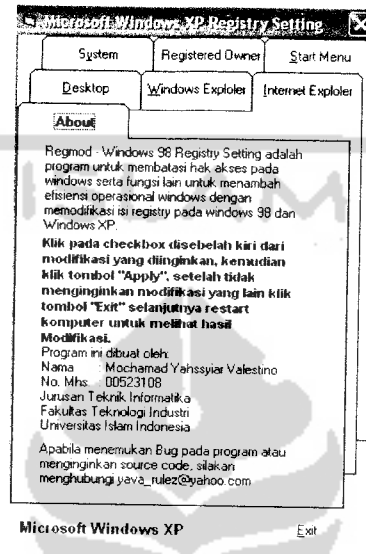 Microsoft Windows XP Registry Setting
System Registered Owner Start Menu
Desktop Windows Exploler Internet Exploler
About
Regmod - Windows 98 Registry Setting adalah
program untuk membatasi hak akses pada
windows serta fungsi lain untuk menambah
efisiensi operasional windows dengan
memodifikasi isi registry pada windows 98 dan
Windows XP.
Klik pada checkbox disebelah kiri dari
modifikasi yang diinginkan, kemudian
klik tombol "Apply", setelah tidak
menginginkan modifikasi yang lain klik
tombol "Exit" selanjutnya restart
komputer untuk melihat hasil
Modifikasi.
Program ini dibuat oleh:
Nama Mochamad Yahssyiar Valestino
No. Mhs. 00523108
Jurusan Teknik Informatika
Fakultas Teknologi Industri
Universitas Islam Indonesia
Apabila menemukan Bug pada program atau
menginginkan source code, silakan
menghubungi yava_rulez@yahoo.com
Microsoft Windows XP Exit